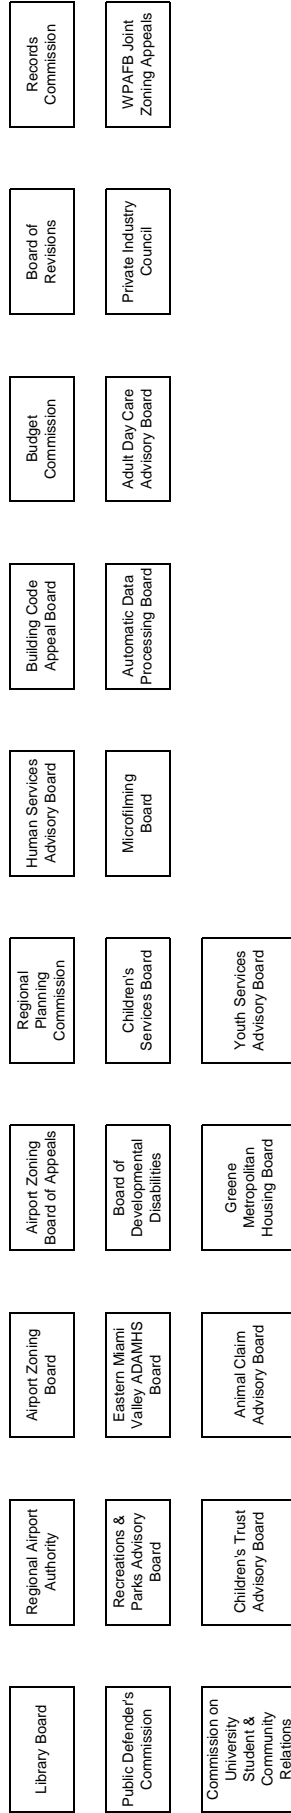 Library Board
Regional Airport
Authority
Airport Zoning
Board
Airport Zoning
Board of Appeals
Regional
Planning
Commission
Human Services
Advisory Board
Building Code
Appeal Board
Budget
Commission
Board of
Revisions
Records
Commission
Public Defender's
Commission
Recreations &
Parks Advisory
Board
Eastern Miami
Valley ADAMHS
Board
Board of
Developmental
Disabilities
Children's
Services Board
Microfilming
Board
Automatic Data
Processing Board
Adult Day Care
Advisory Board
Private Industry
Council
WPAFB Joint
Zoning Appeals
Commission on
University
Student &
Community
Relations
Children's Trust
Advisory Board
Animal Claim
Advisory Board
Greene
Metropolitan
Housing Board
Youth Services
Advisory Board